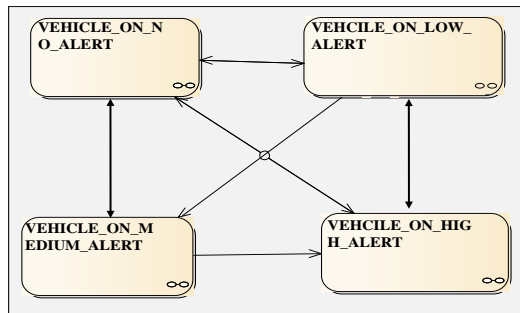 VEHICLE_ON_N
O_ALERT
VEHCILE_ON_LOW_
ALERT
VEHICLE_ON_M
EDIUM_ALERT
VEHCILE_ON_HIG
H_ALERT